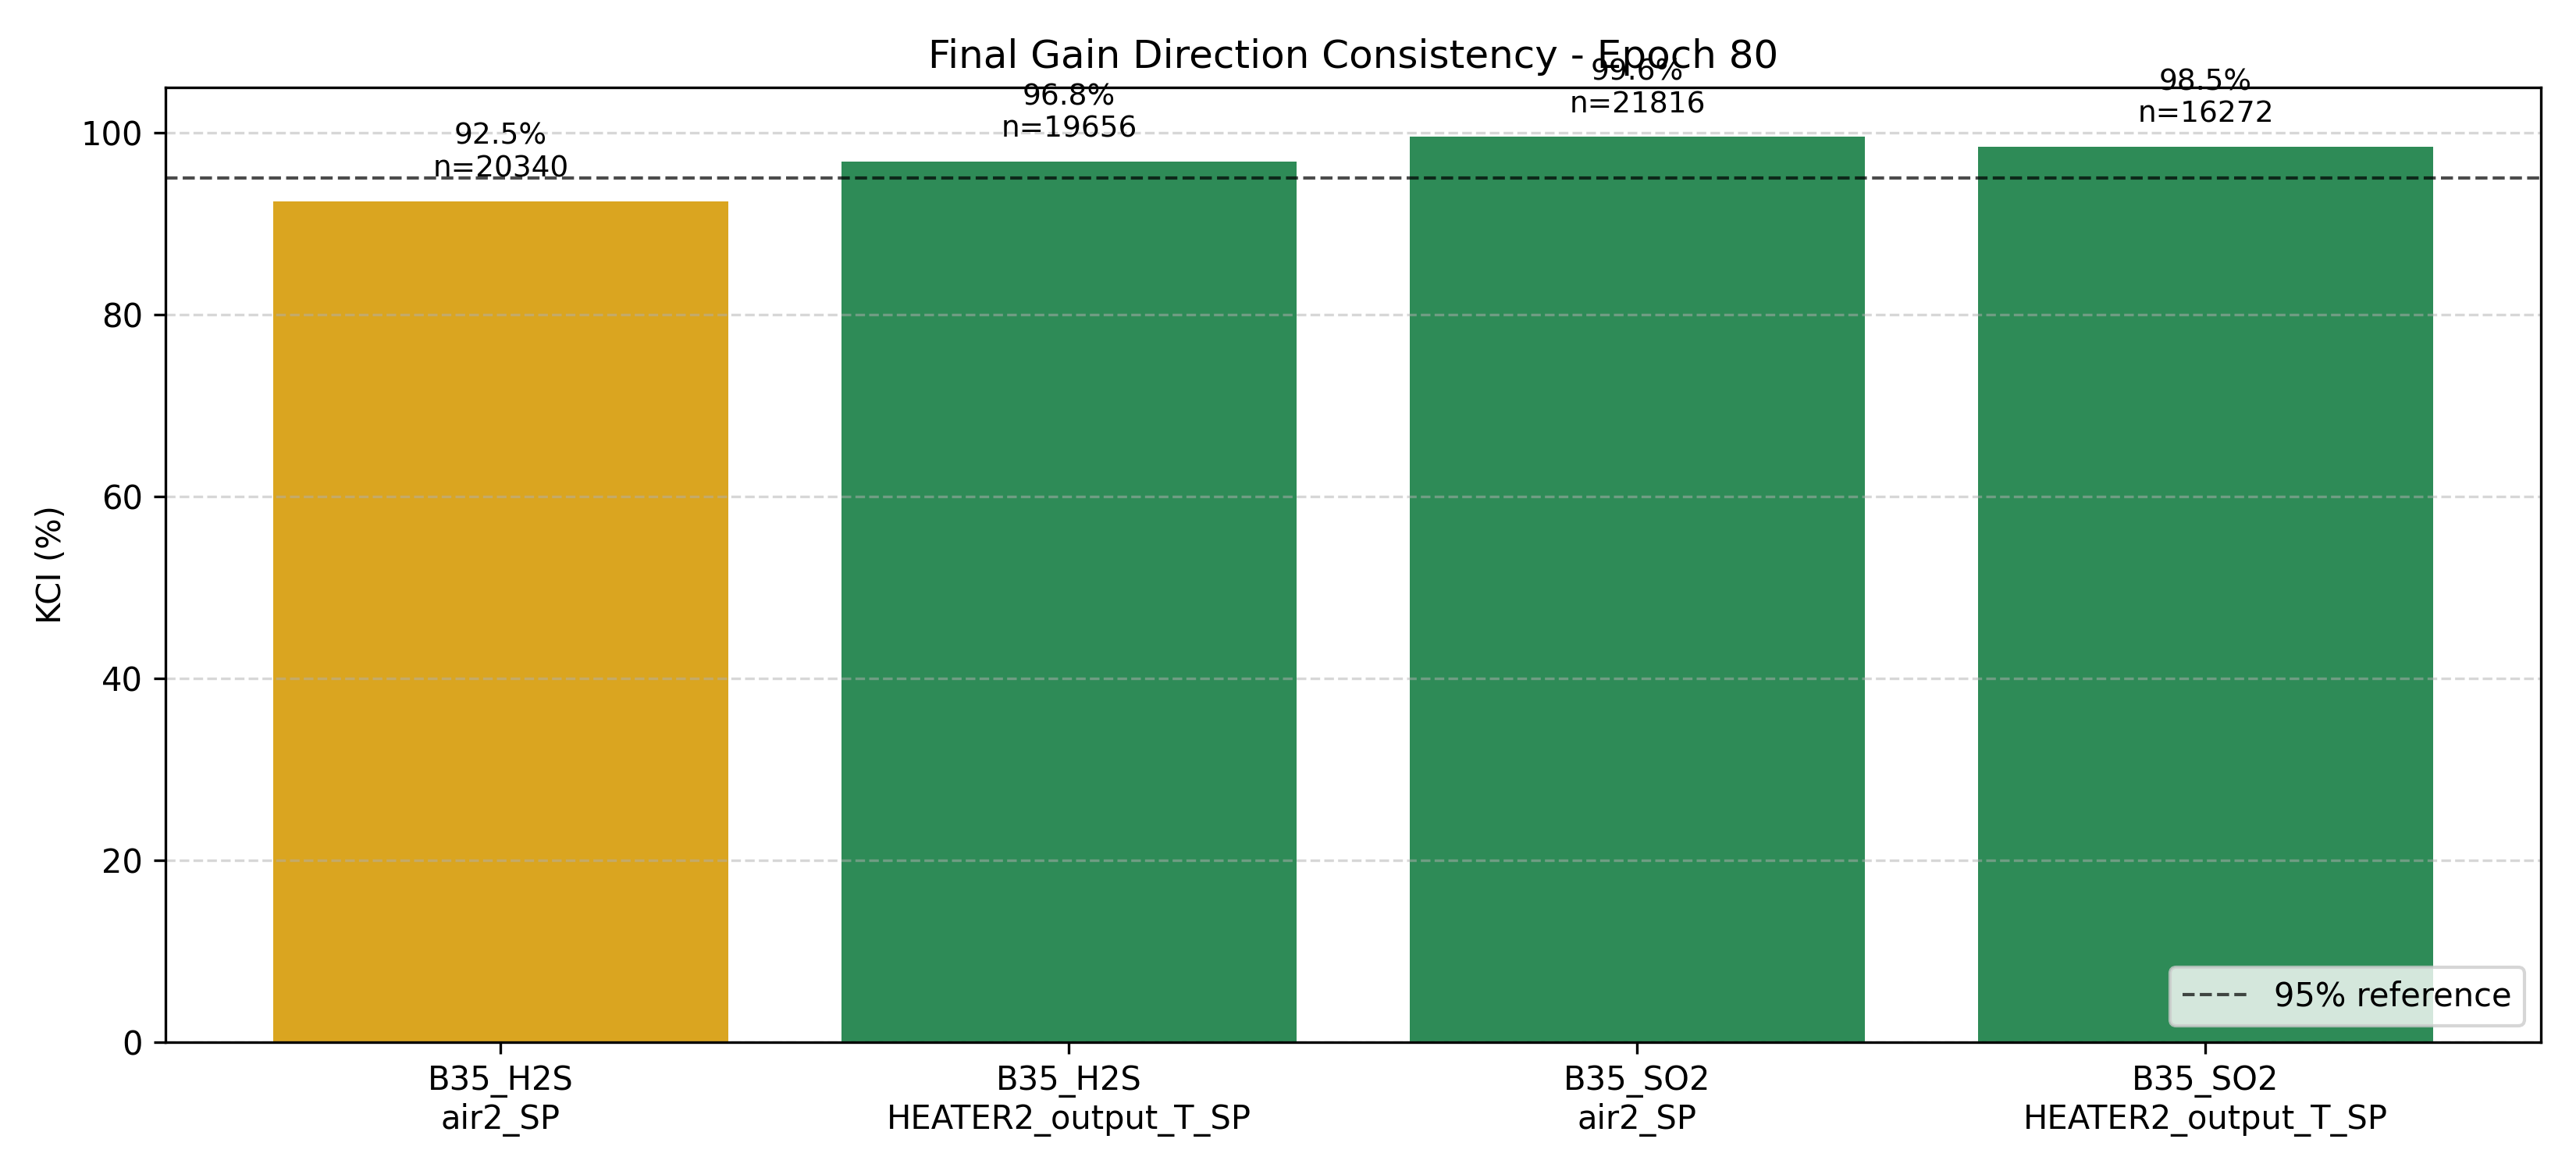 Final Gain Direction Consistency - Epoch 80
92.5%
n=20340
96.8%
n=19656
99.6%
n=21816
98.5%
n=16272
KCI (%)
100
80
60
40
20
0
95% reference
B35_H2S
air2_SP
B35_H2S
HEATER2_output_T_SP
B35_SO2
air2_SP
B35_SO2
HEATER2_output_T_SP